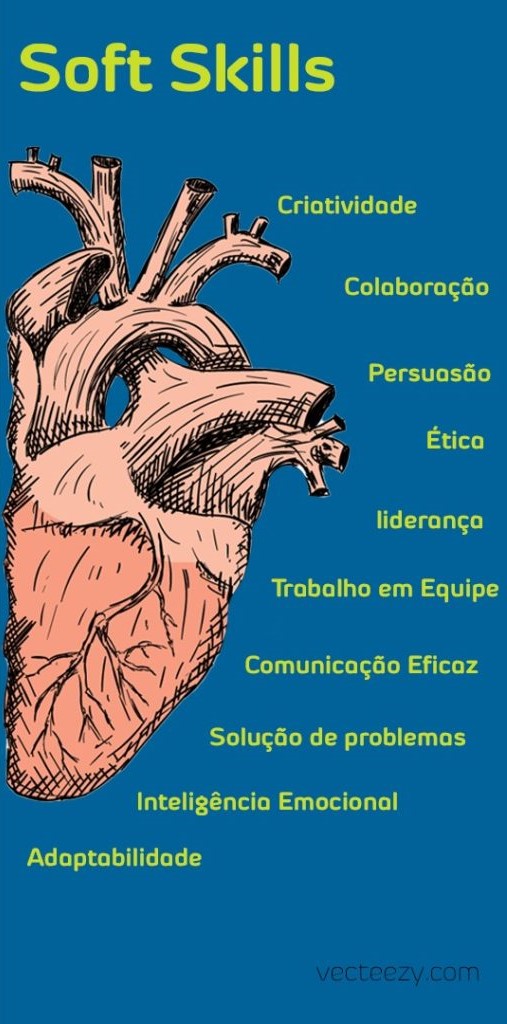 Soft Skills
Criatividade
Colaboração
Persuasão
Ética
liderança
Trabalho em Equipe
Comunicação Eficaz
Solução de problemas
Inteligência Emocional
Adaptabilidade
vecteezy.com